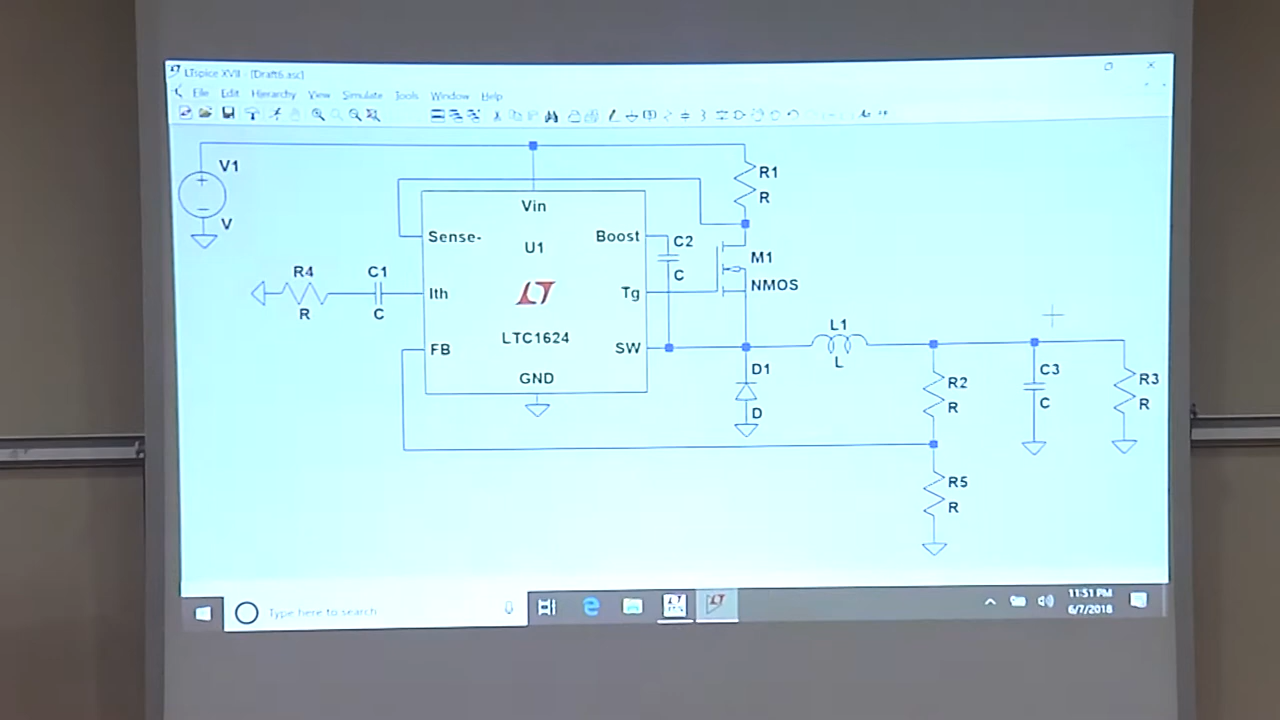 LTspice XVII - [Draft6.asc]
File Edit Hierarchy View Simulate Tools Window Help
V1
V
R1
R
Vin
Sense-
U1
Boost
C2
C
M1
NMOS
R4
R
C1
C
Ith
Tg
LTC1624
FB
SW
GND
L1
L
D1
D
R2
R
C3
C
R3
R
R5
R
Type here to search
11:51 PM
6/7/2018